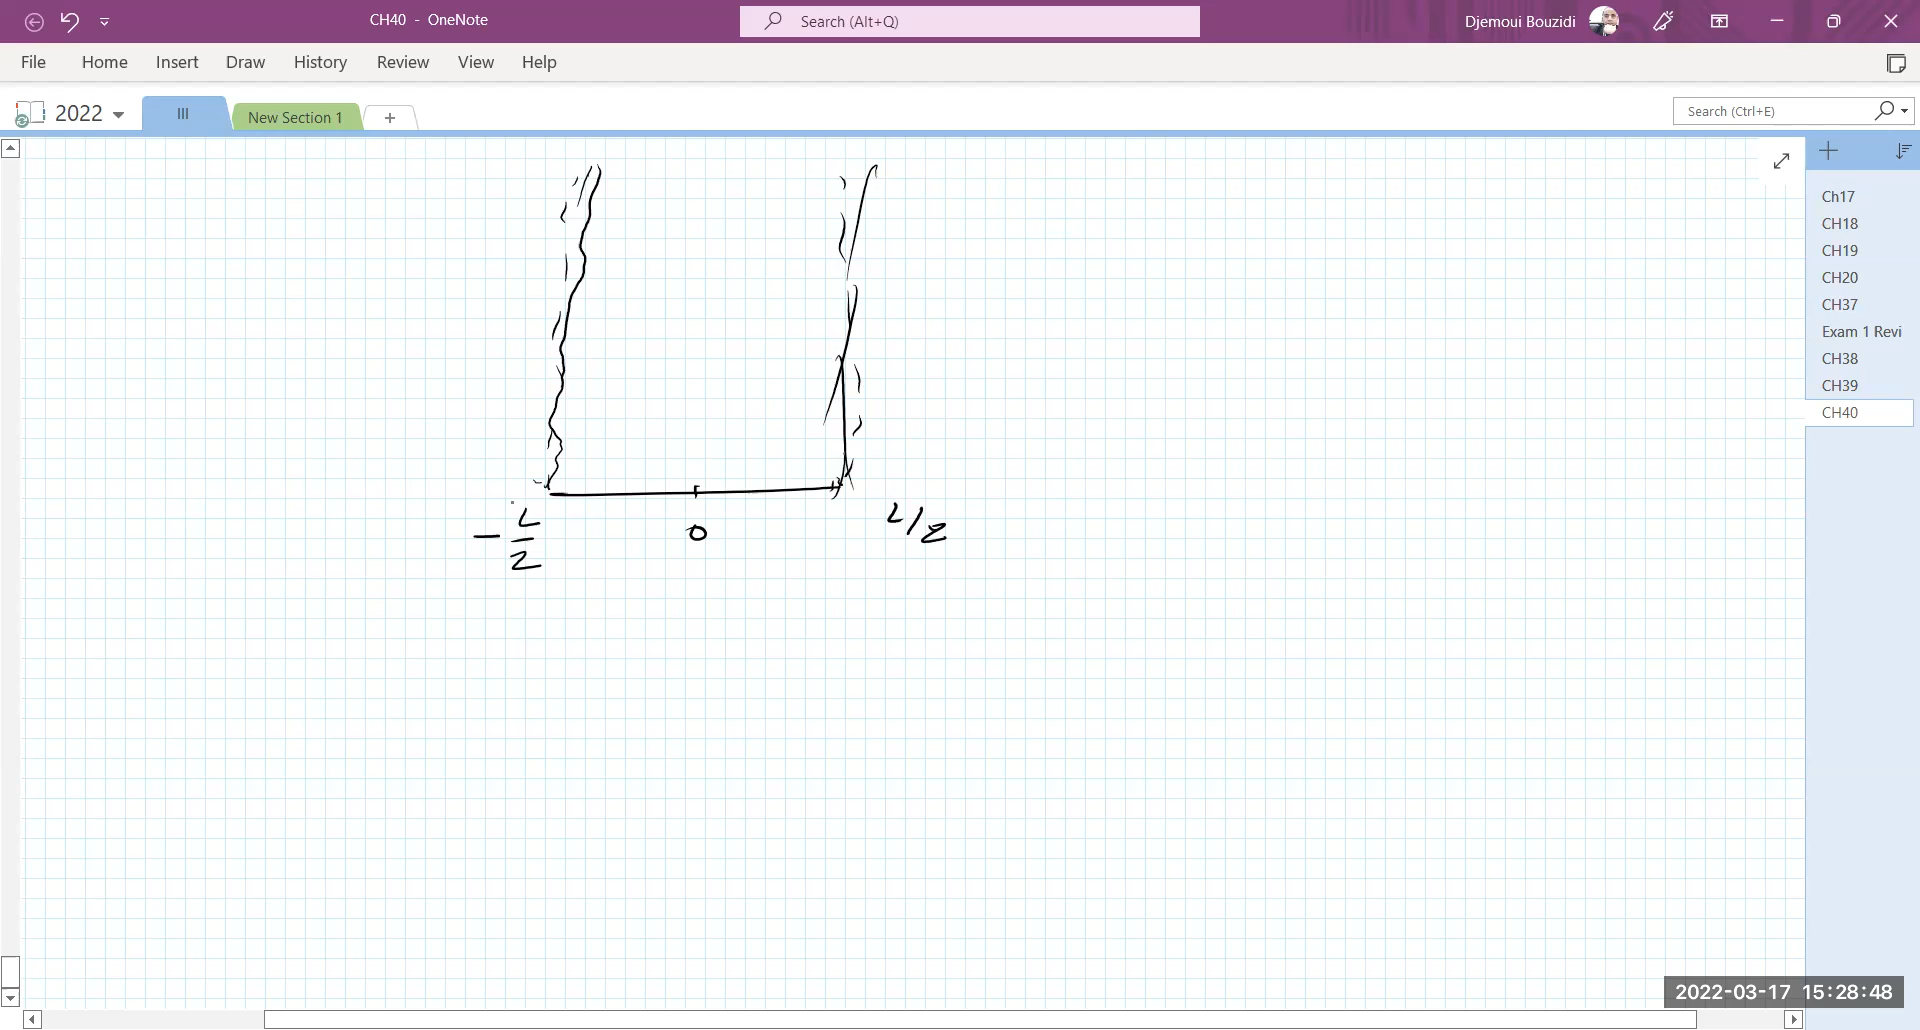 CH40 - OneNote
Search (Alt+Q)
Djemoui Bouzidi
File Home Insert Draw History Review View Help
2022
III
New Section 1
+
Search (Ctrl+E)
Ch17
CH18
CH19
CH20
CH37
Exam 1 Revi
CH38
CH39
CH40
-L/2
0
L/2
2022-03-17 15:28:48